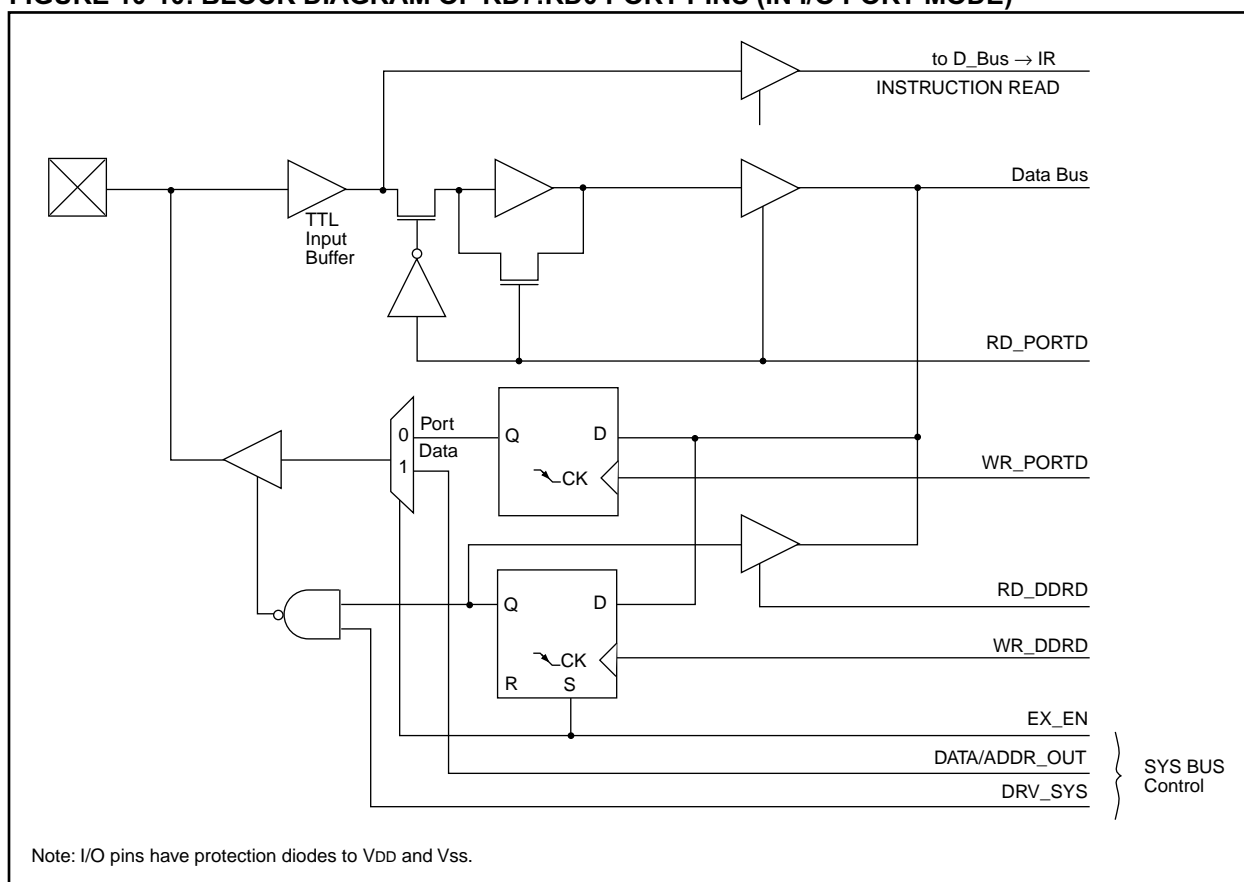 to D_Bus → IR
INSTRUCTION READ
Data Bus
TTL
Input
Buffer
RD_PORTD
Port
0
Q
D
Data
1
WR_PORTD
CK
RD_DDRD
Q
D
WR_DDRD
CK
R
S
EX_EN
DATA/ADDR_OUT
SYS BUS
Control
DRV_SYS
Note: I/O pins have protection diodes to VDD and Vss.